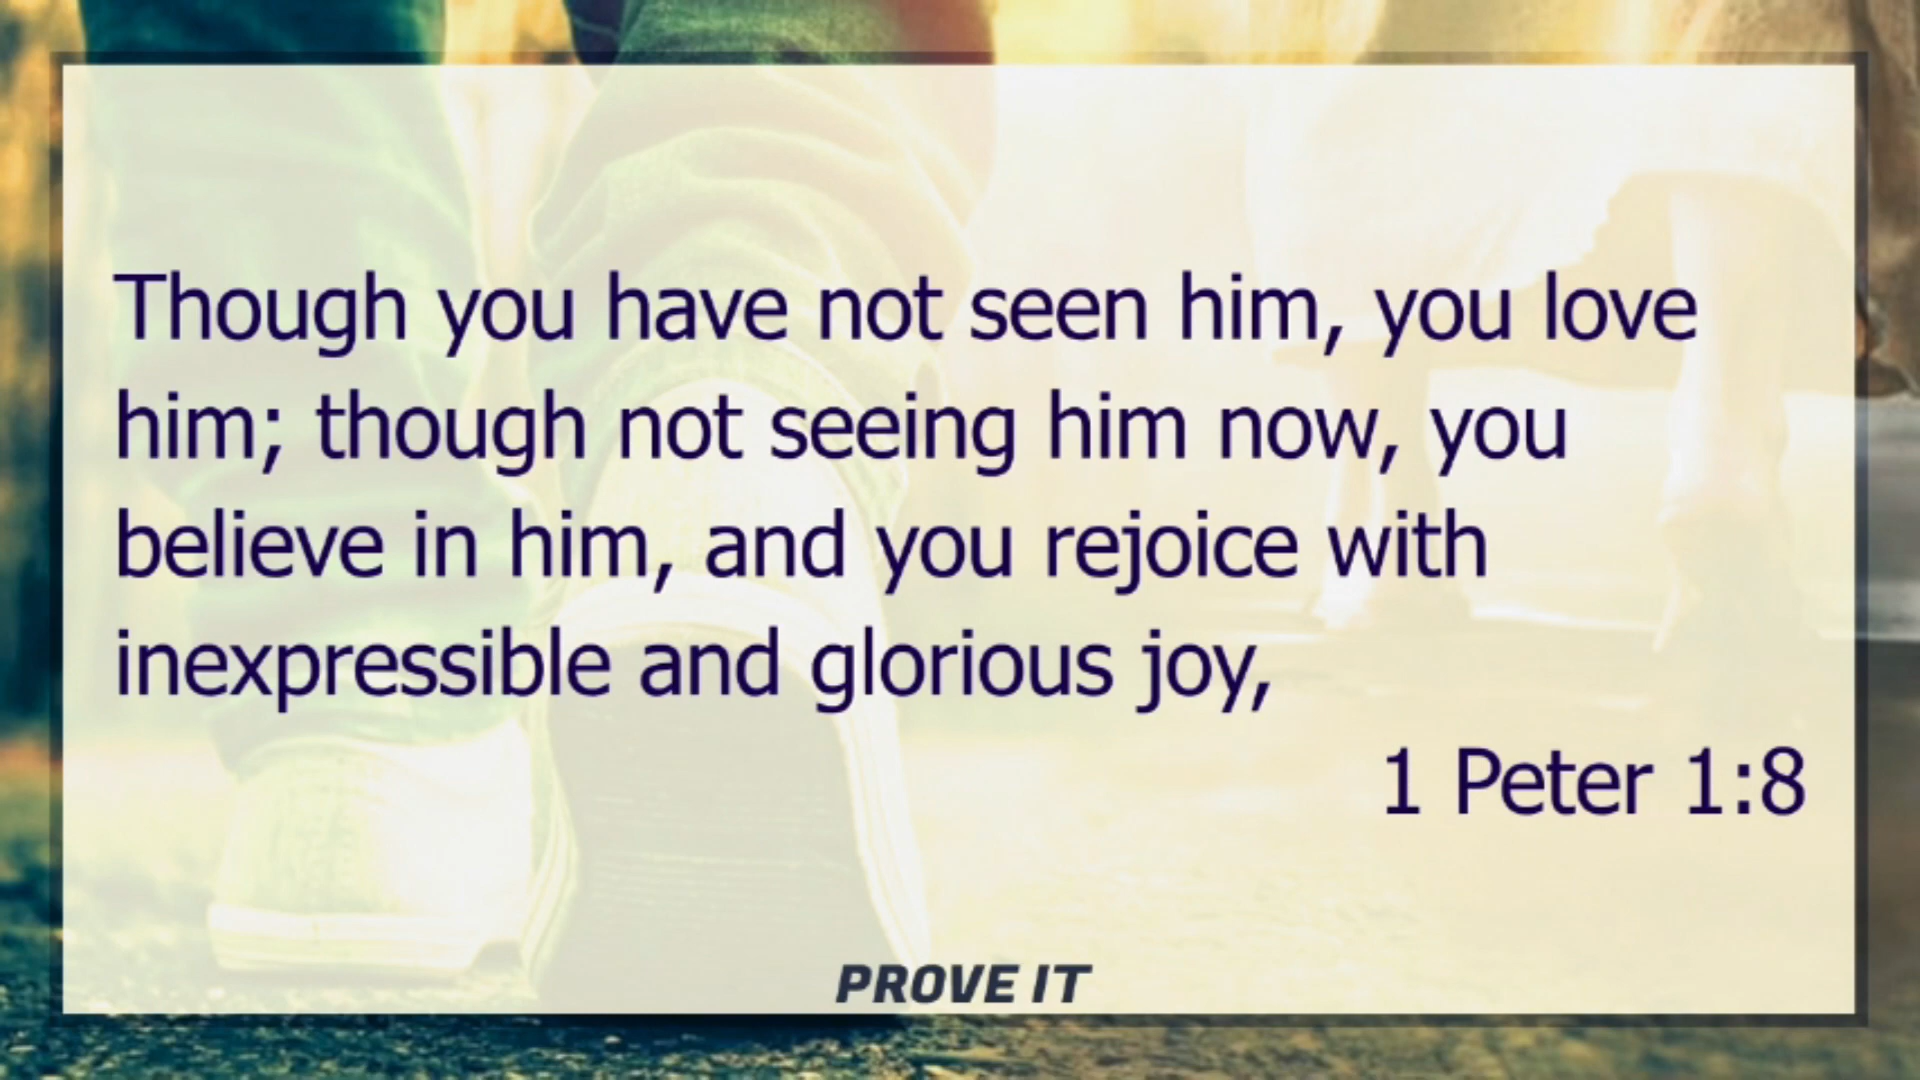 Though you have not seen him, you love
him; though not seeing him now, you
believe in him, and you rejoice with
inexpressible and glorious joy,
1 Peter 1:8
PROVE IT